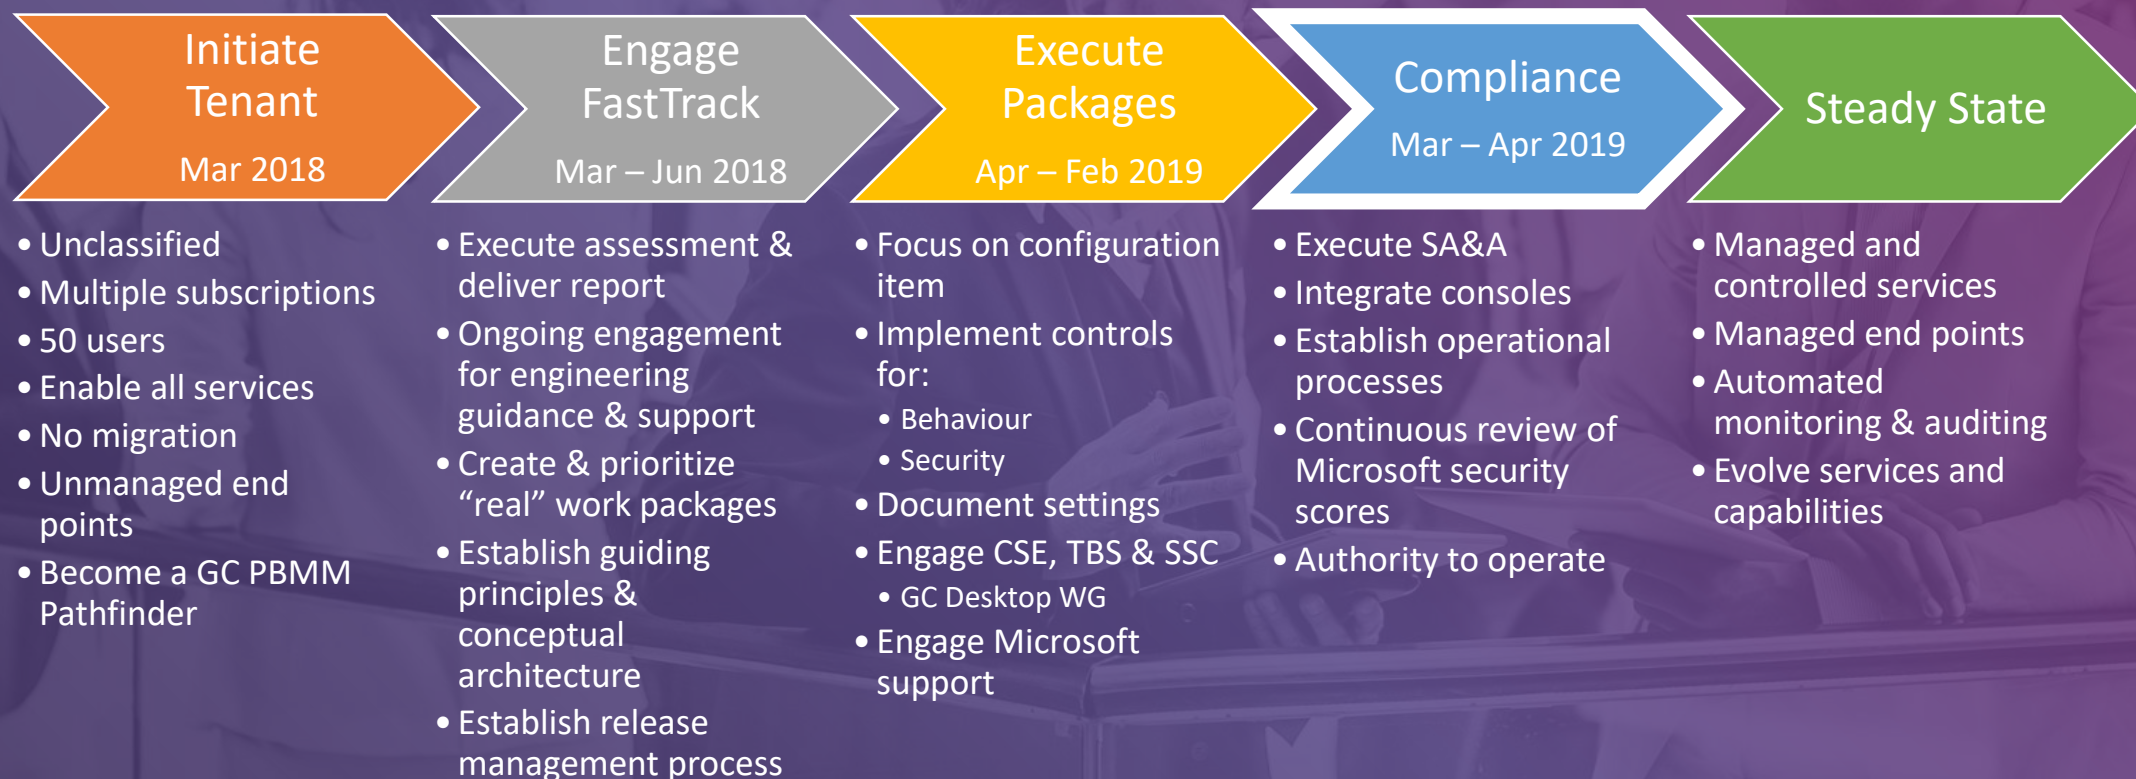 Initiate
Tenant
Mar 2018
Engage
FastTrack
Mar – Jun 2018
Execute
Packages
Apr – Feb 2019
Compliance
Mar – Apr 2019
Steady State
• Unclassified
• Multiple subscriptions
• 50 users
• Enable all services
• No migration
• Unmanaged end
points
• Become a GC PBMM
Pathfinder
• Execute assessment &
deliver report
• Ongoing engagement
for engineering
guidance & support
• Create & prioritize
“real” work packages
• Establish guiding
principles &
conceptual
architecture
• Establish release
management process
• Focus on configuration
item
• Implement controls
for:
• Behaviour
• Security
• Document settings
• Engage CSE, TBS & SSC
• GC Desktop WG
• Engage Microsoft
support
• Execute SA&A
• Integrate consoles
• Establish operational
processes
• Continuous review of
Microsoft security
scores
• Authority to operate
• Managed and
controlled services
• Managed end points
• Automated
monitoring & auditing
• Evolve services and
capabilities